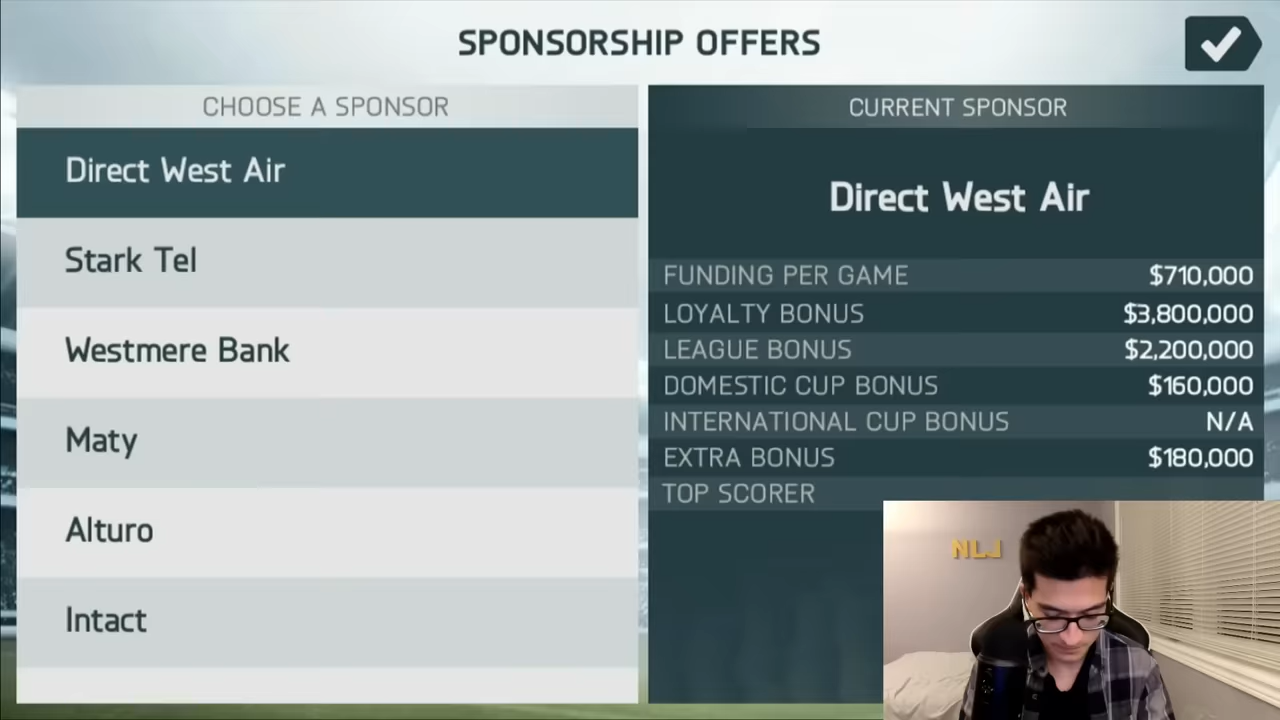 SPONSORSHIP OFFERS
CHOOSE A SPONSOR
Direct West Air
Stark Tel
Westmere Bank
Maty
Alturo
Intact
CURRENT SPONSOR
Direct West Air
FUNDING PER GAME $710,000
LOYALTY BONUS $3,800,000
LEAGUE BONUS $2,200,000
DOMESTIC CUP BONUS $160,000
INTERNATIONAL CUP BONUS N/A
EXTRA BONUS $180,000
TOP SCORER
NLJ